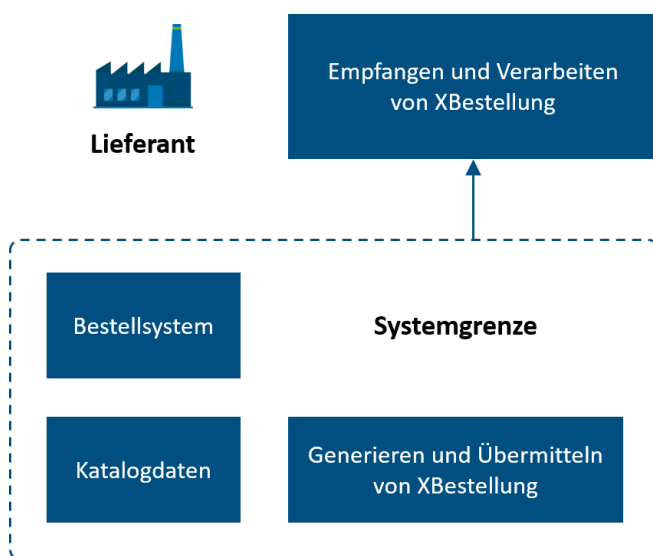 Empfangen und Verarbeiten
von XBestellung
Lieferant
Bestellsystem
Systemgrenze
Katalogdaten
Generieren und Übermitteln
von XBestellung